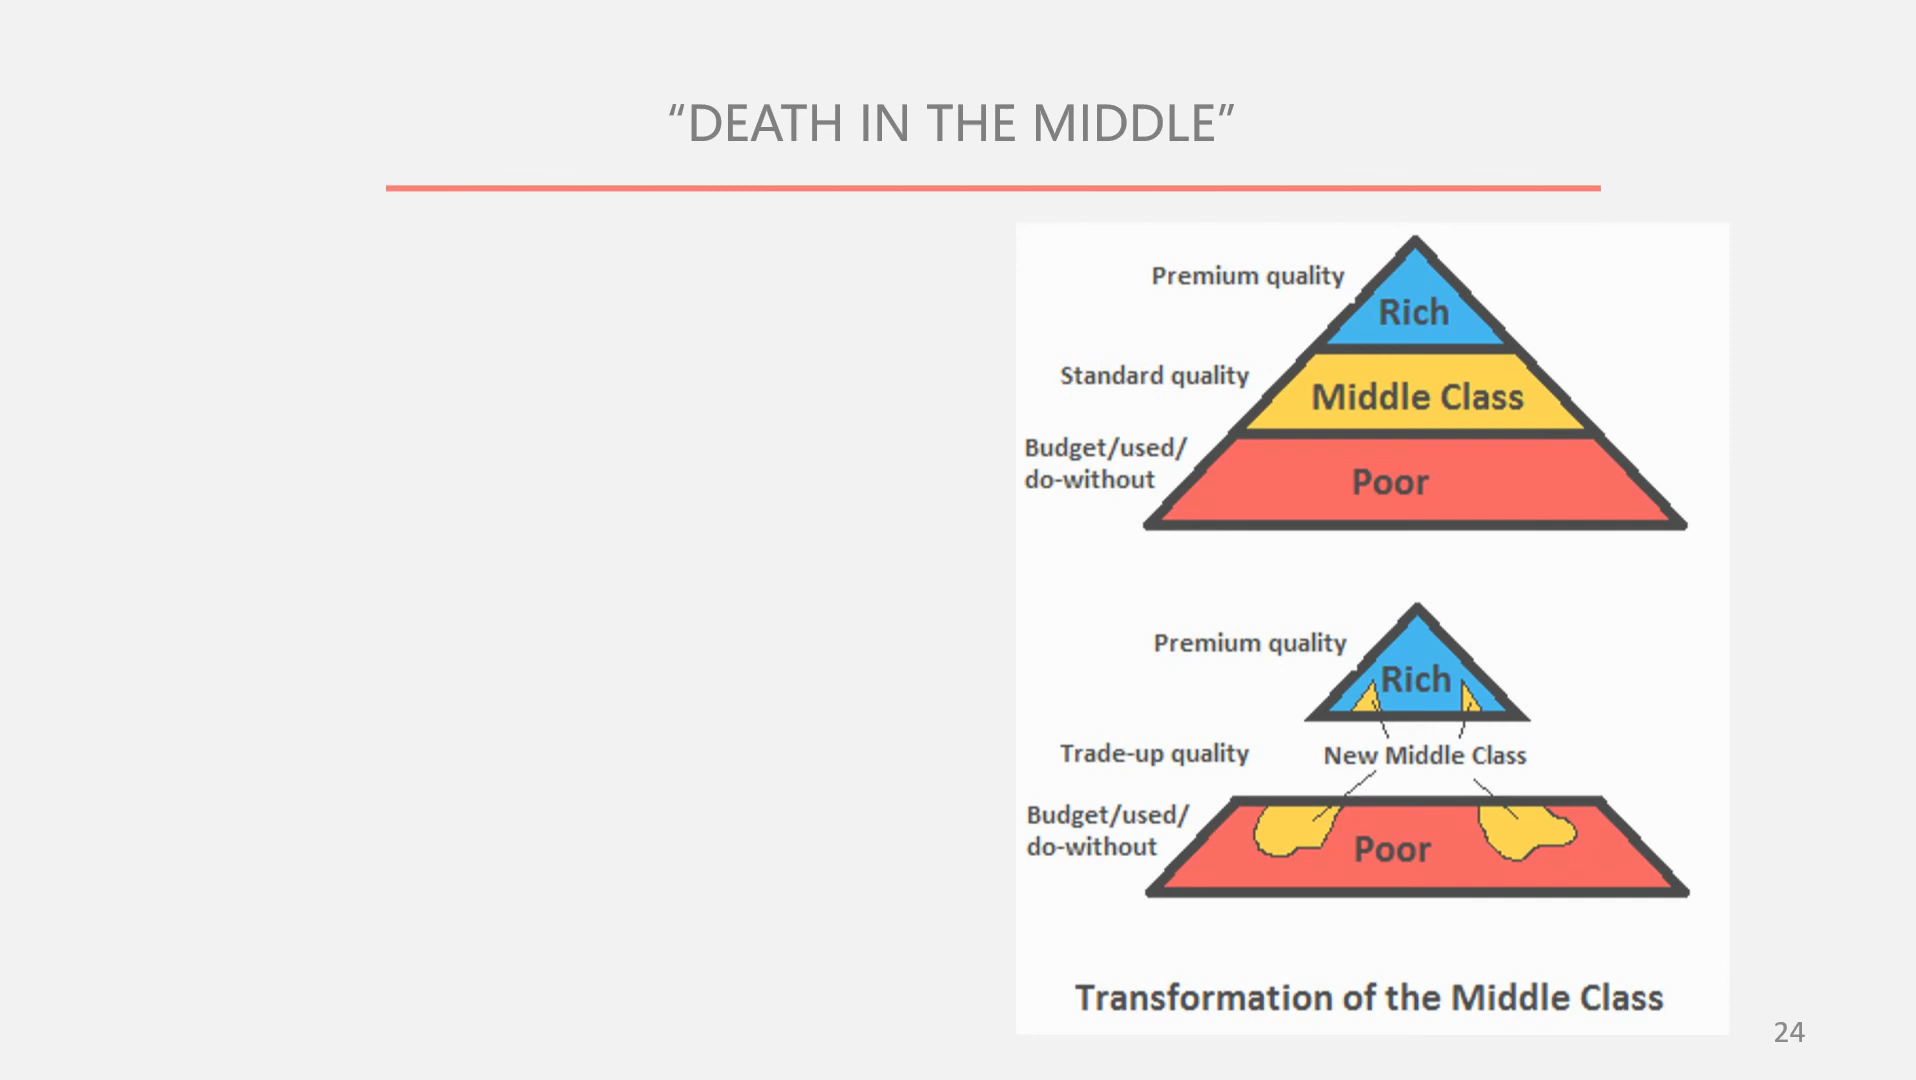 “DEATH IN THE MIDDLE”
Premium quality
Rich
Standard quality
Middle Class
Budget/used/
do-without
Poor
Premium quality
Rich
Trade-up quality
New Middle Class
Budget/used/
do-without
Poor
Transformation of the Middle Class
24